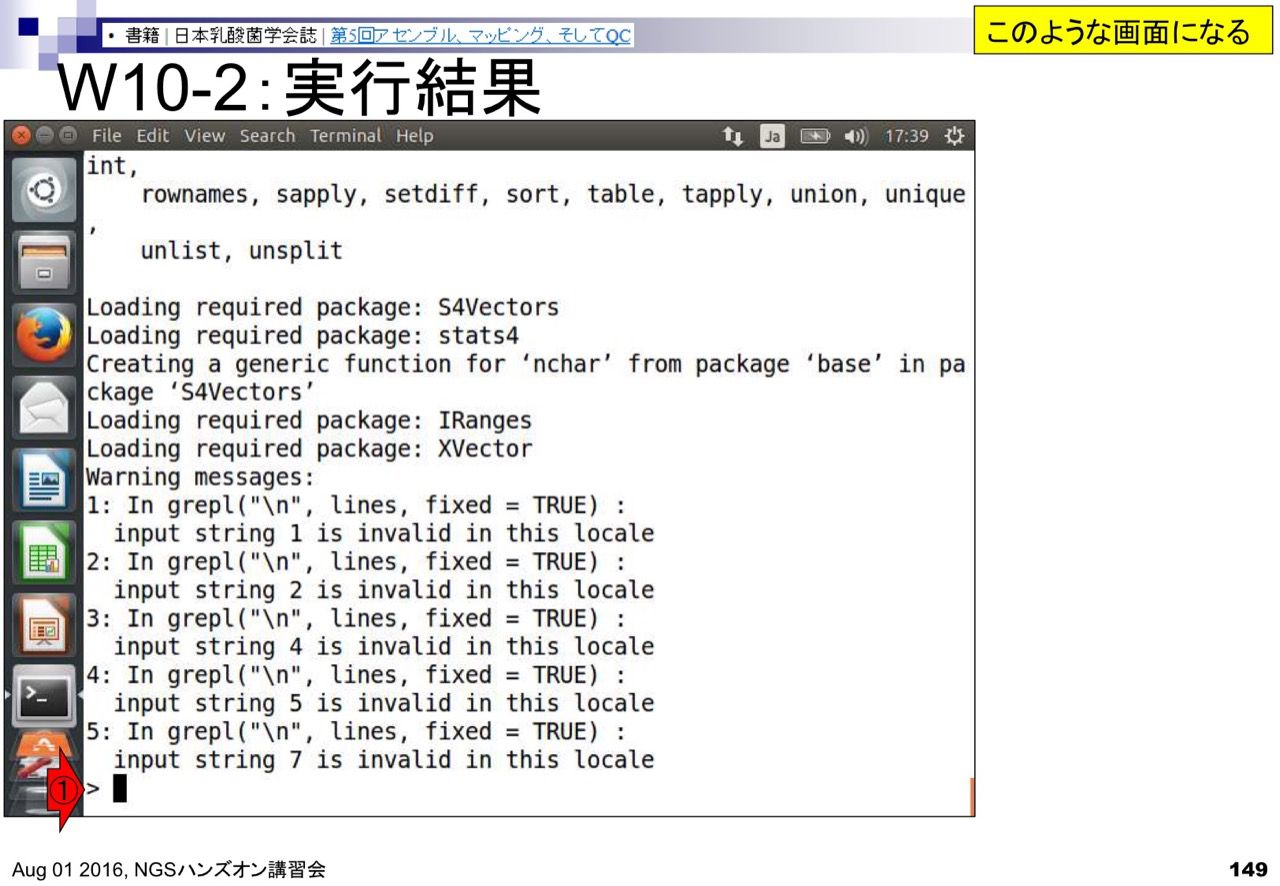 • 書籍 | 日本乳酸菌学会誌 | 第5回アセンブル、マッピング、そしてQC
このような画面になる
W10-2：実行結果
File Edit View Search Terminal Help
Ja
17:39
int,
rownames, sapply, setdiff, sort, table, tapply, union, unique
,
unlist, unsplit
Loading required package: S4Vectors
Loading required package: stats4
Creating a generic function for ‘nchar’ from package ‘base’ in pa
ckage ‘S4Vectors’
Loading required package: IRanges
Loading required package: XVector
Warning messages:
1: In grepl("\n", lines, fixed = TRUE) :
input string 1 is invalid in this locale
2: In grepl("\n", lines, fixed = TRUE) :
input string 2 is invalid in this locale
3: In grepl("\n", lines, fixed = TRUE) :
input string 4 is invalid in this locale
4: In grepl("\n", lines, fixed = TRUE) :
input string 5 is invalid in this locale
5: In grepl("\n", lines, fixed = TRUE) :
input string 7 is invalid in this locale
① >
Aug 01 2016, NGSハンズオン講習会
149